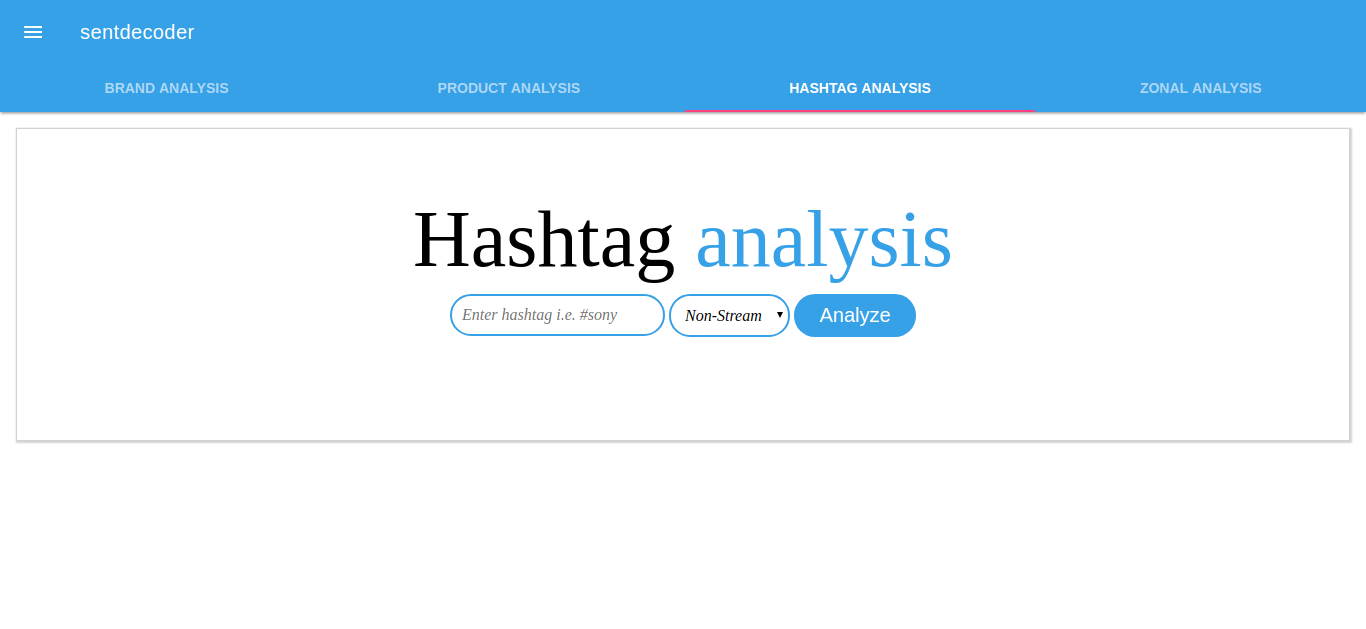 sentdecoder
BRAND ANALYSIS PRODUCT ANALYSIS HASHTAG ANALYSIS ZONAL ANALYSIS
Hashtag analysis
Enter hashtag i.e. #sony Non-Stream Analyze